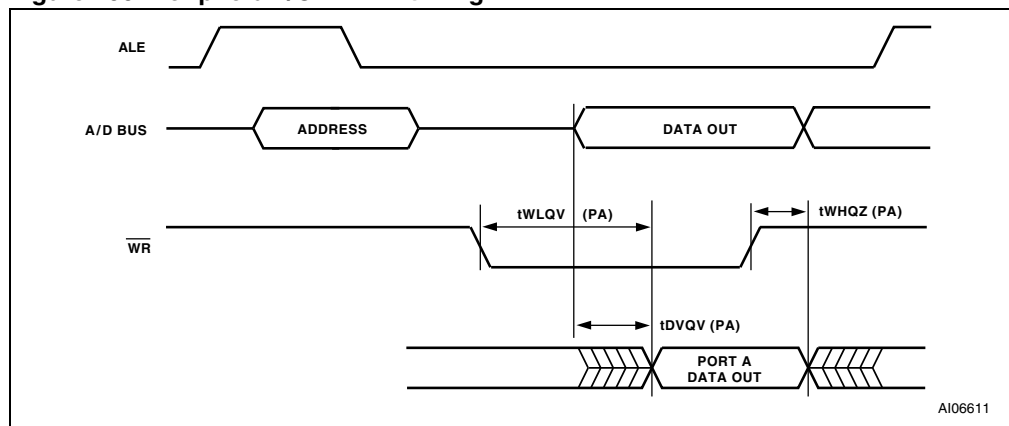 ALE
A/D BUS
ADDRESS
DATA OUT
tWLQV (PA)
tWHQZ (PA)
WR
tDVQV (PA)
PORT A
DATA OUT
AI06611